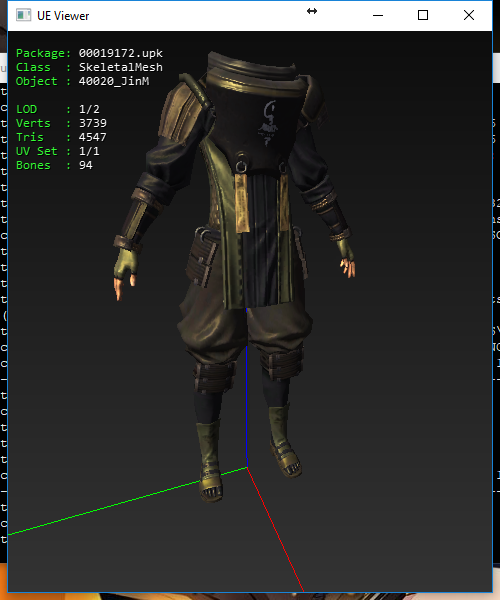 UE Viewer
Package: 00019172.upk
Class  : SkeletalMesh
Object : 40020_JinM
LOD    : 1/2
Verts  : 3739
Tris   : 4547
UV Set : 1/1
Bones  : 94